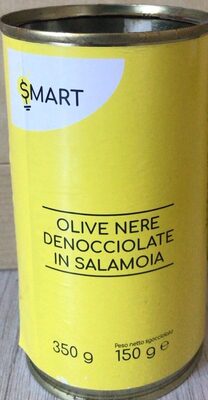 SMART
OLIVE NERE
DENOCCIOLATE
IN SALAMOIA
350 g
Peso netto sgocciolato
150 g e